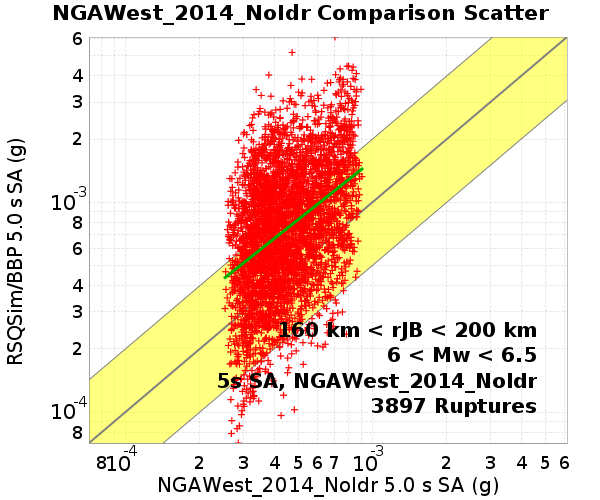 NGAWest_2014_NoIdr Comparison Scatter
6
4
3
2
10-3
8
6
4
3
2
10-4
8
RSQSim/BBP 5.0 s SA (g)
160 km < rJB < 200 km
6 < Mw < 6.5
5s SA, NGAWest_2014_NoIdr
3897 Ruptures
8 10-4 2 3 4 5 6 7 10-3 2 3 4 5 6
NGAWest_2014_NoIdr 5.0 s SA (g)